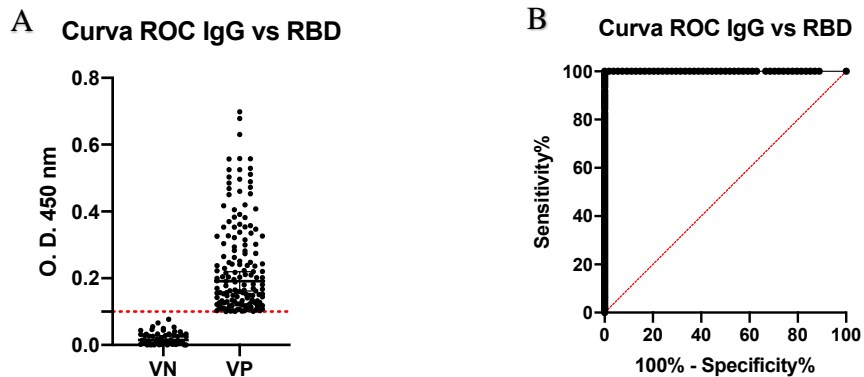 A
Curva ROC IgG vs RBD
O. D. 450 nm
0.8
0.6
0.4
0.2
0.0
VN VP
B
Curva ROC IgG vs RBD
Sensitivity%
100
80
60
40
20
0
0 20 40 60 80 100
100% - Specificity%